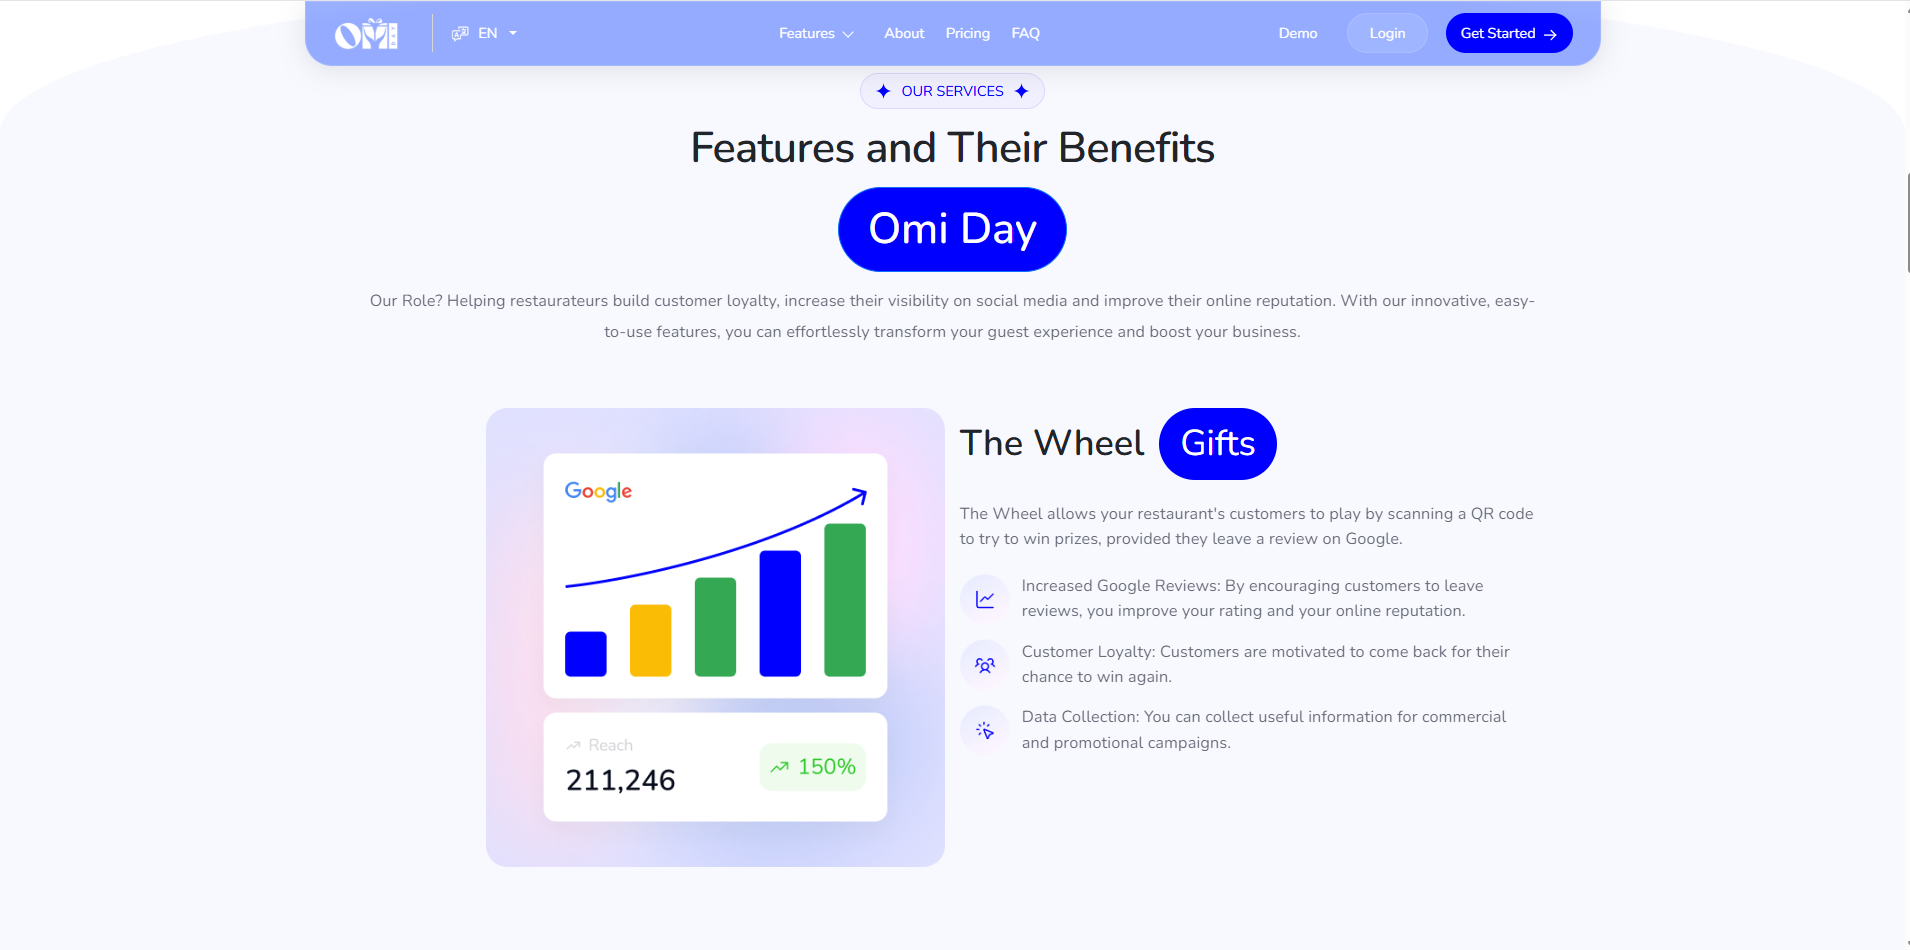 OMI
EN
Features
About
Pricing
FAQ
Demo
Login
Get Started
OUR SERVICES
Features and Their Benefits
Omi Day
Our Role? Helping restaurateurs build customer loyalty, increase their visibility on social media and improve their online reputation. With our innovative, easy-
to-use features, you can effortlessly transform your guest experience and boost your business.
Google
Reach
211,246
150%
The Wheel Gifts
The Wheel allows your restaurant's customers to play by scanning a QR code
to try to win prizes, provided they leave a review on Google.
Increased Google Reviews: By encouraging customers to leave
reviews, you improve your rating and your online reputation.
Customer Loyalty: Customers are motivated to come back for their
chance to win again.
Data Collection: You can collect useful information for commercial
and promotional campaigns.